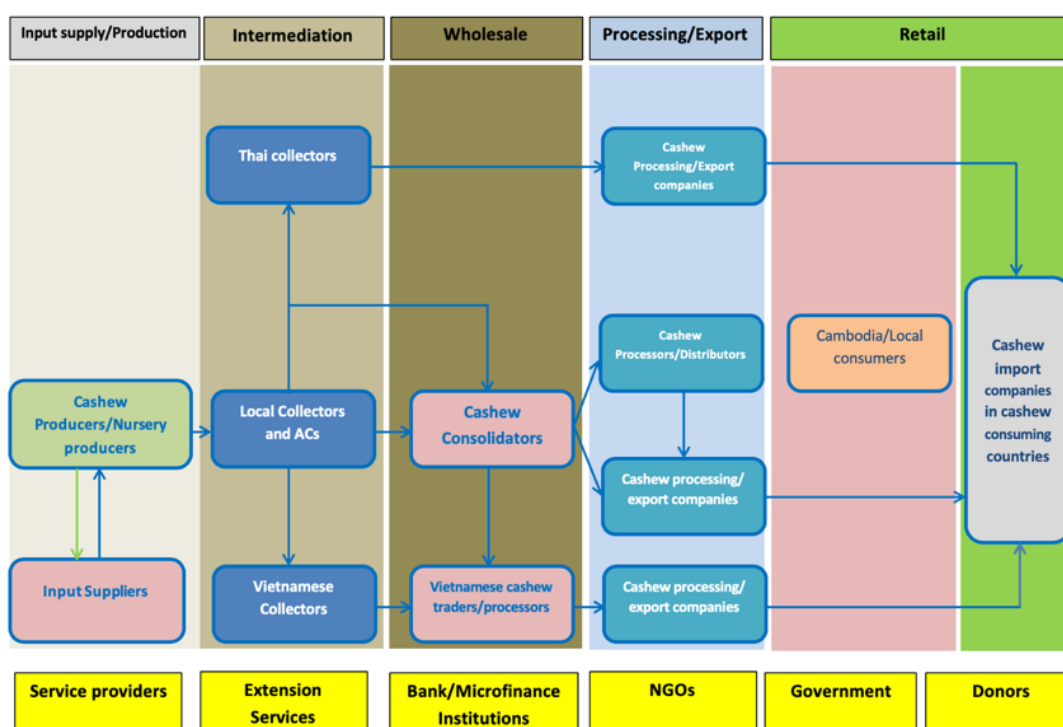 Input supply/Production
Intermediation
Wholesale
Processing/Export
Retail
Thai collectors
Cashew
Processing/Export
companies
Cashew
Processors/Distributors
Cambodia/Local
consumers
Cashew
import
companies
in cashew
consuming
countries
Cashew
Producers/Nursery
producers
Local Collectors
and ACs
Cashew
Consolidators
Cashew processing/
export companies
Input Suppliers
Vietnamese
Collectors
Vietnamese cashew
traders/processors
Cashew processing/
export companies
Service providers
Extension
Services
Bank/Microfinance
Institutions
NGOs
Government
Donors